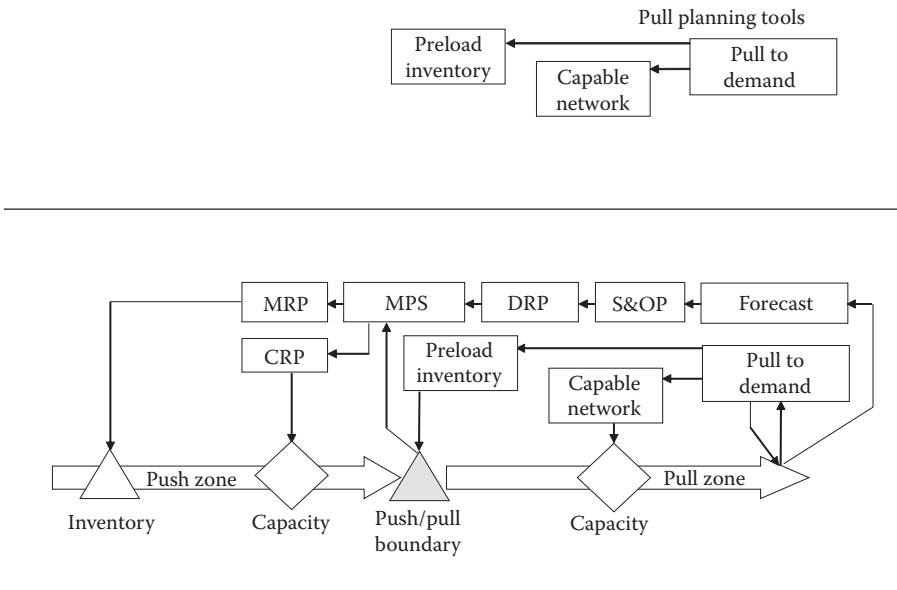 Pull planning tools
Preload
inventory
Pull to
demand
Capable
network
MRP
MPS
DRP
S&OP
Forecast
CRP
Preload
inventory
Pull to
demand
Capable
network
Push zone
Pull zone
Inventory
Capacity
Push/pull
boundary
Capacity